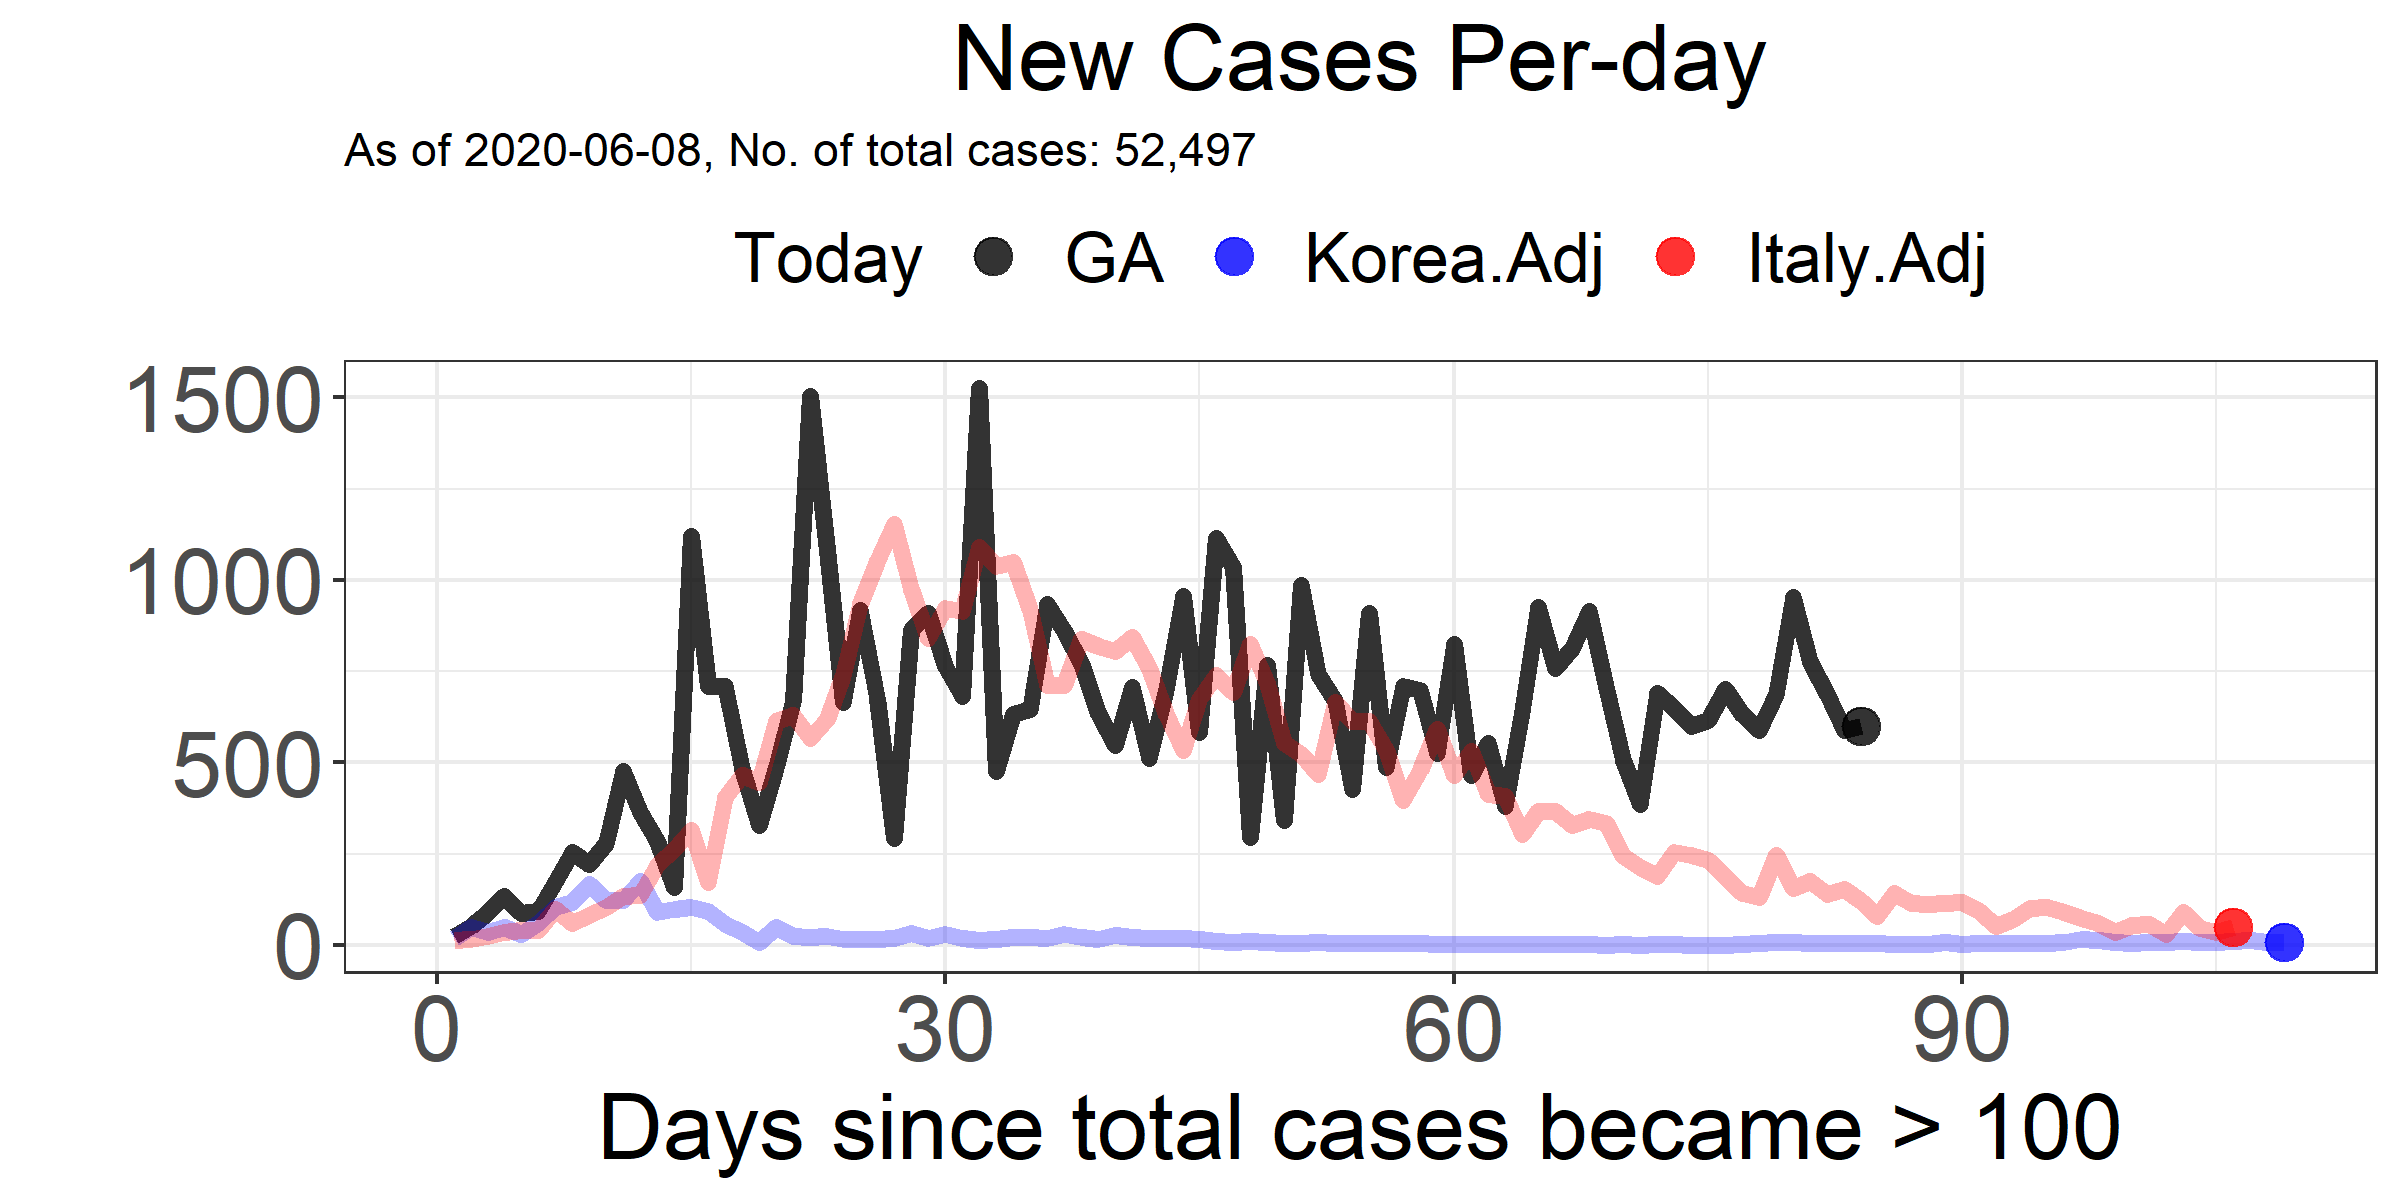 New Cases Per-day
As of 2020-06-08, No. of total cases: 52,497
Today GA Korea.Adj Italy.Adj
1500
1000
500
0
0 30 60 90
Days since total cases became > 100